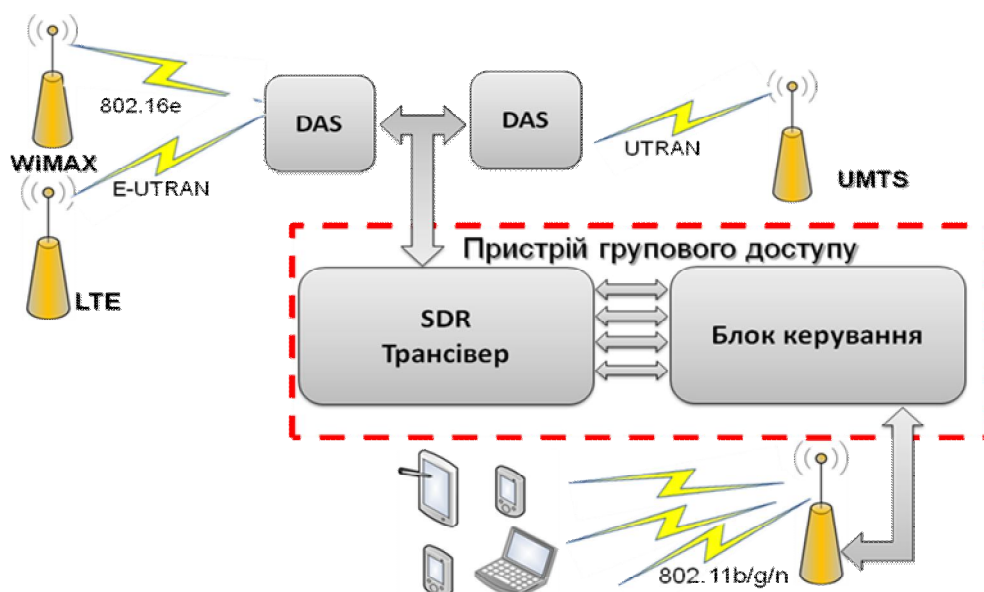 802.16e
WiMAX
E-UTRAN
LTE
DAS
DAS
UTRAN
UMTS
Пристрій групового доступу
SDR
Трансівер
Блок керування
802.11b/g/n